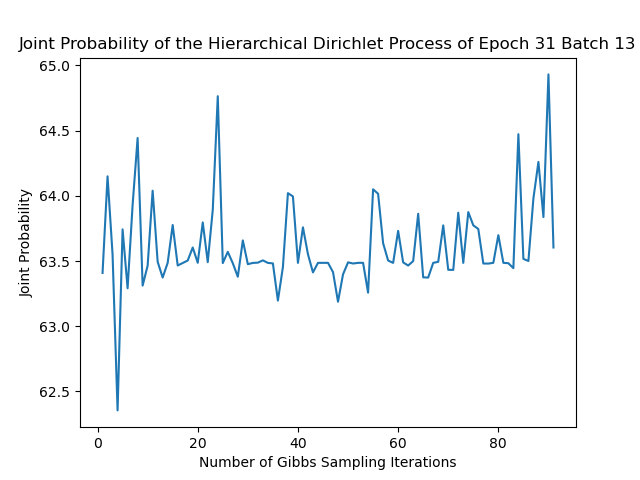 Joint Probability of the Hierarchical Dirichlet Process of Epoch 31 Batch 13
65.0
64.5
64.0
63.5
63.0
62.5
Joint Probability
0 20 40 60 80
Number of Gibbs Sampling Iterations